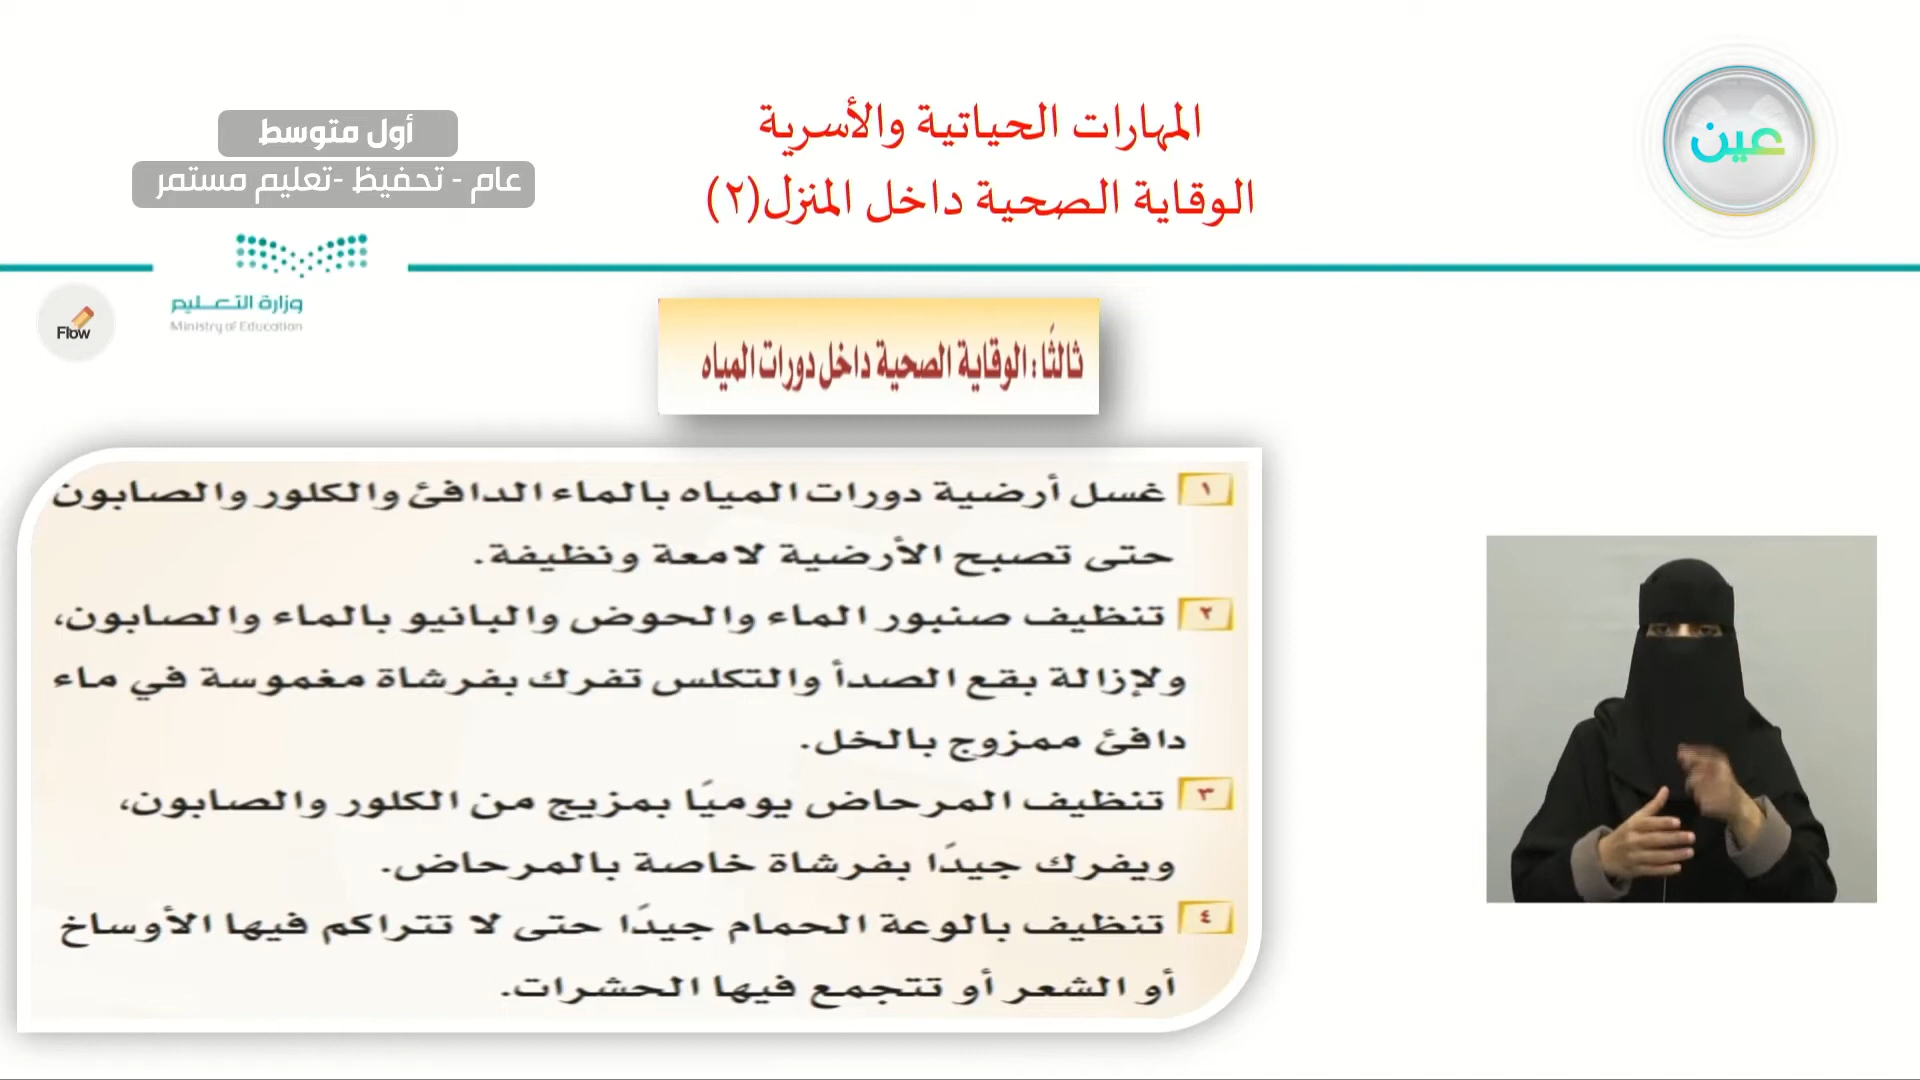 المهارات الحياتية والأسرية
الوقاية الصحية داخل المنزل(٢)
عين
أول متوسط
عام - تحفيظ -تعليم مستمر
وزارة التعـــليم
Ministry of Education
Flow
ثالثًا: الوقاية الصحية داخل دورات المياه
١ غسل أرضية دورات المياه بالماء الدافئ والكلور والصابون
حتى تصبح الأرضية لامعة ونظيفة.
٢ تنظيف صنبور الماء والحوض والبانيو بالماء والصابون،
ولإزالة بقع الصدأ والتكلس تفرك بفرشاة مغموسة في ماء
دافئ ممزوج بالخل.
٣ تنظيف المرحاض يوميًا بمزيج من الكلور والصابون،
ويفرك جيدًا بفرشاة خاصة بالمرحاض.
٤ تنظيف بالوعة الحمام جيدًا حتى لا تتراكم فيها الأوساخ
أو الشعر أو تتجمع فيها الحشرات.